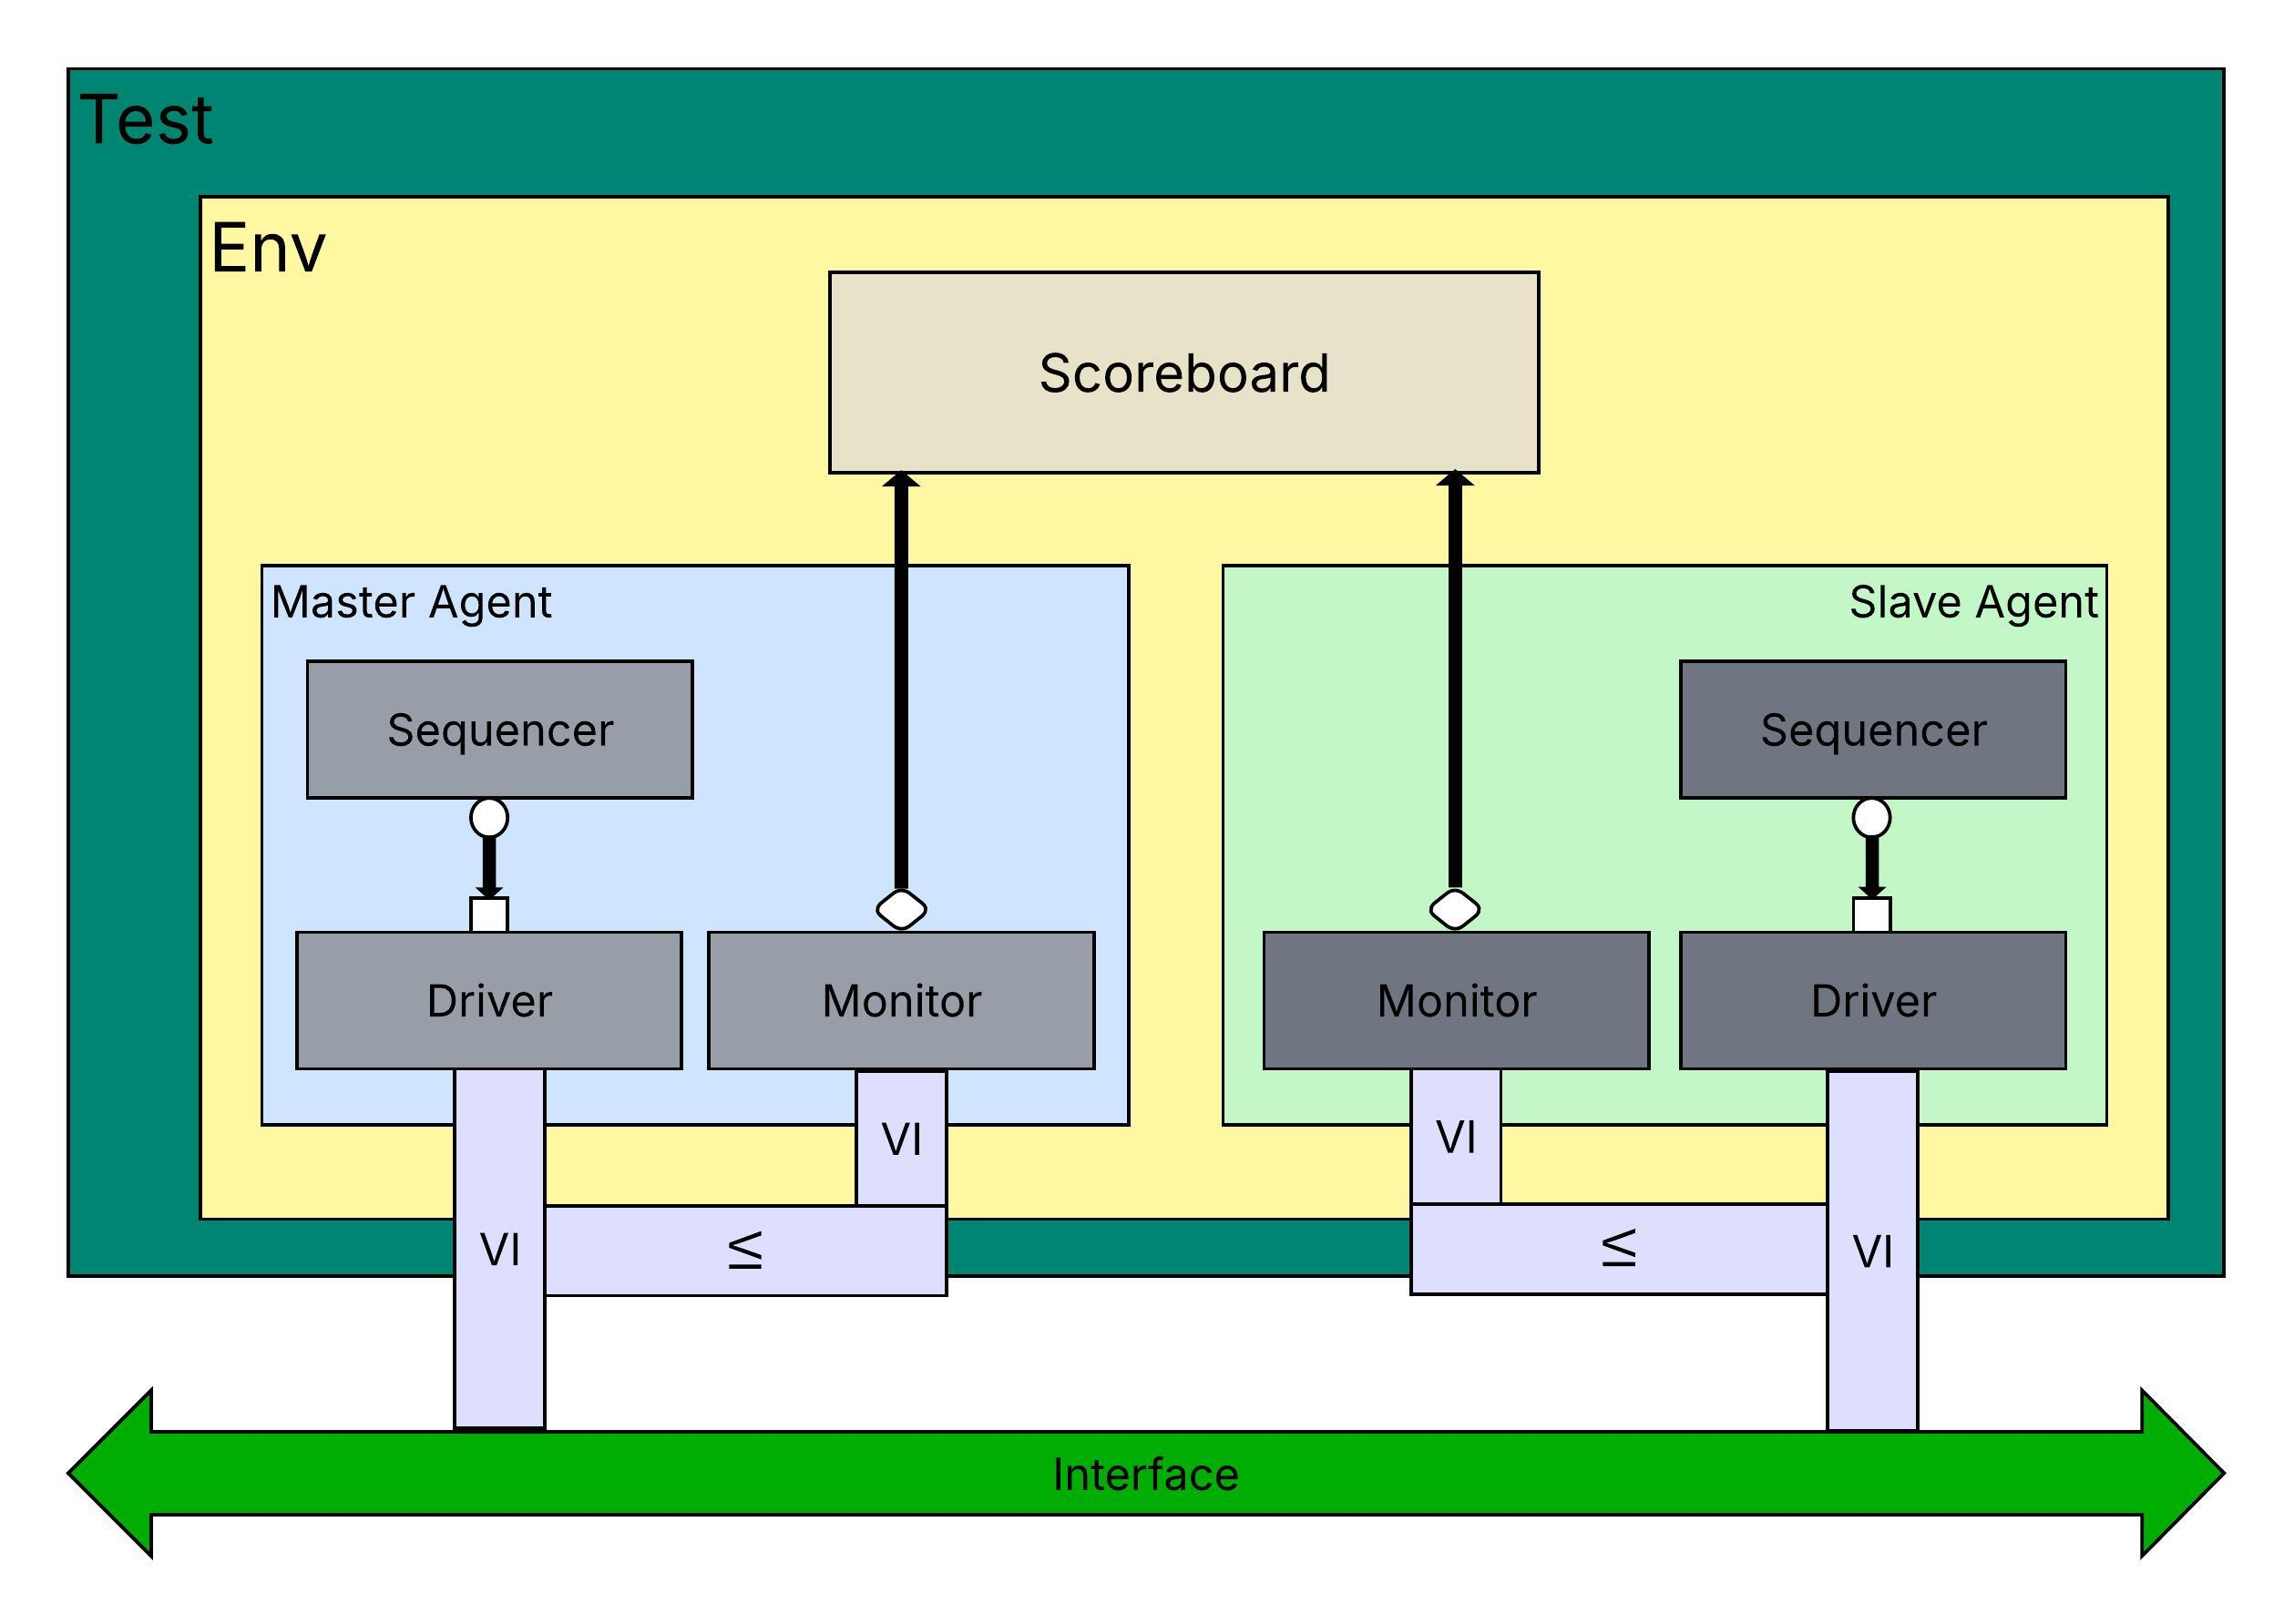 Test
Env
Scoreboard
Master Agent
Slave Agent
Sequencer
Sequencer
Driver
Monitor
Monitor
Driver
VI
VI
VI
≤
≤
VI
Interface